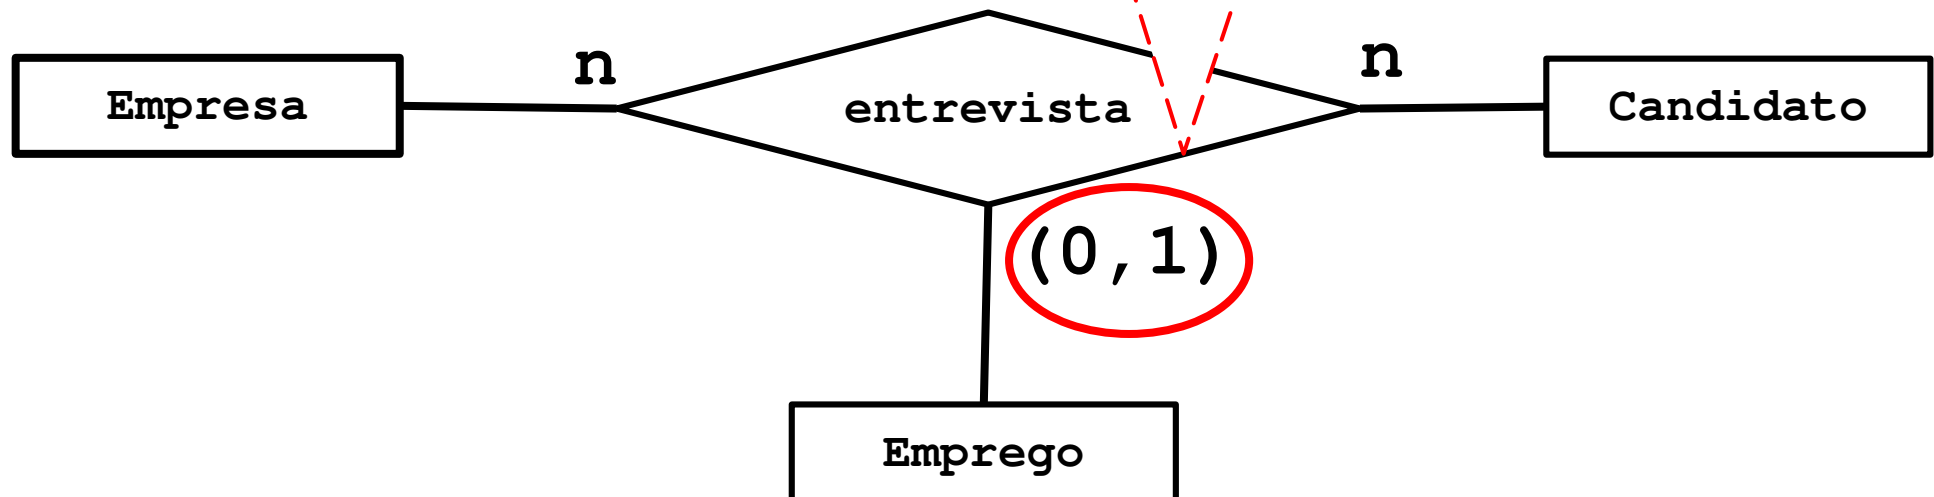 n
n
Empresa
entrevista
Candidato
(0,1)
Emprego